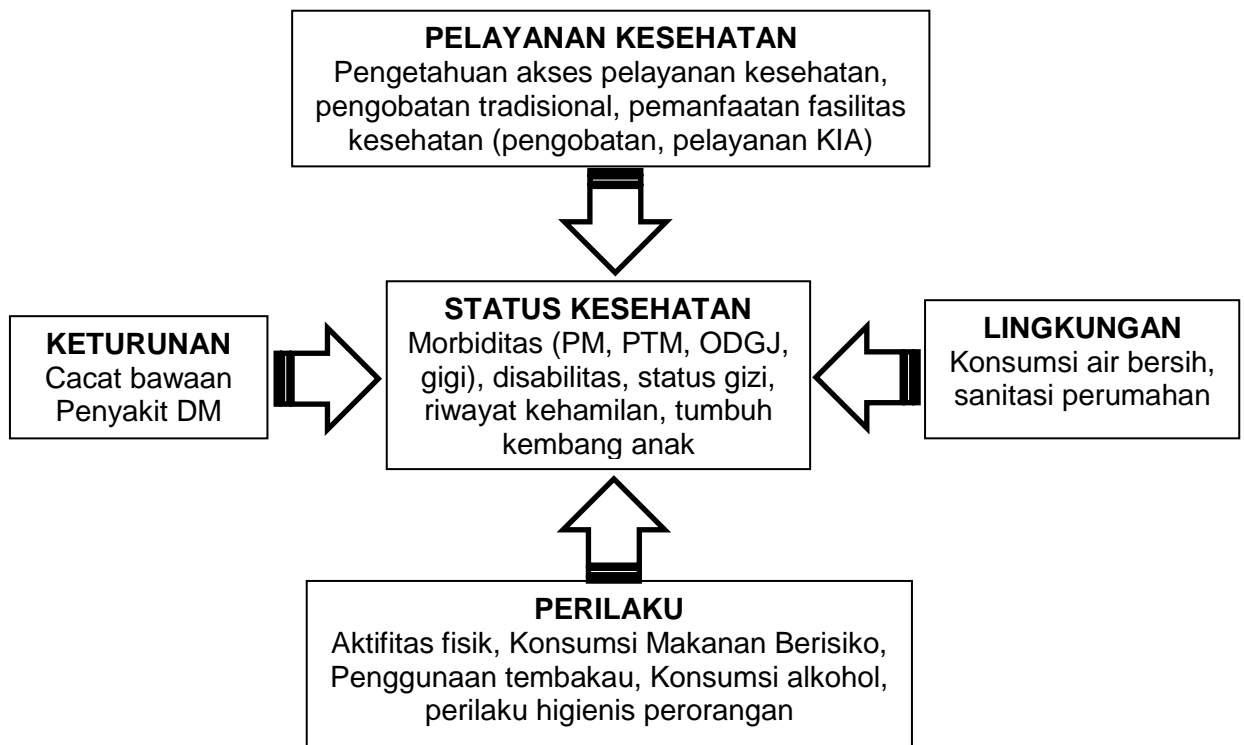 PELAYANAN KESEHATAN
Pengetahuan akses pelayanan kesehatan,
pengobatan tradisional, pemanfaatan fasilitas
kesehatan (pengobatan, pelayanan KIA)
KETURUNAN
Cacat bawaan
Penyakit DM
STATUS KESEHATAN
Morbiditas (PM, PTM, ODGJ,
gigi), disabilitas, status gizi,
riwayat kehamilan, tumbuh
kembang anak
LINGKUNGAN
Konsumsi air bersih,
sanitasi perumahan
PERILAKU
Aktifitas fisik, Konsumsi Makanan Berisiko,
Penggunaan tembakau, Konsumsi alkohol,
perilaku higienis perorangan